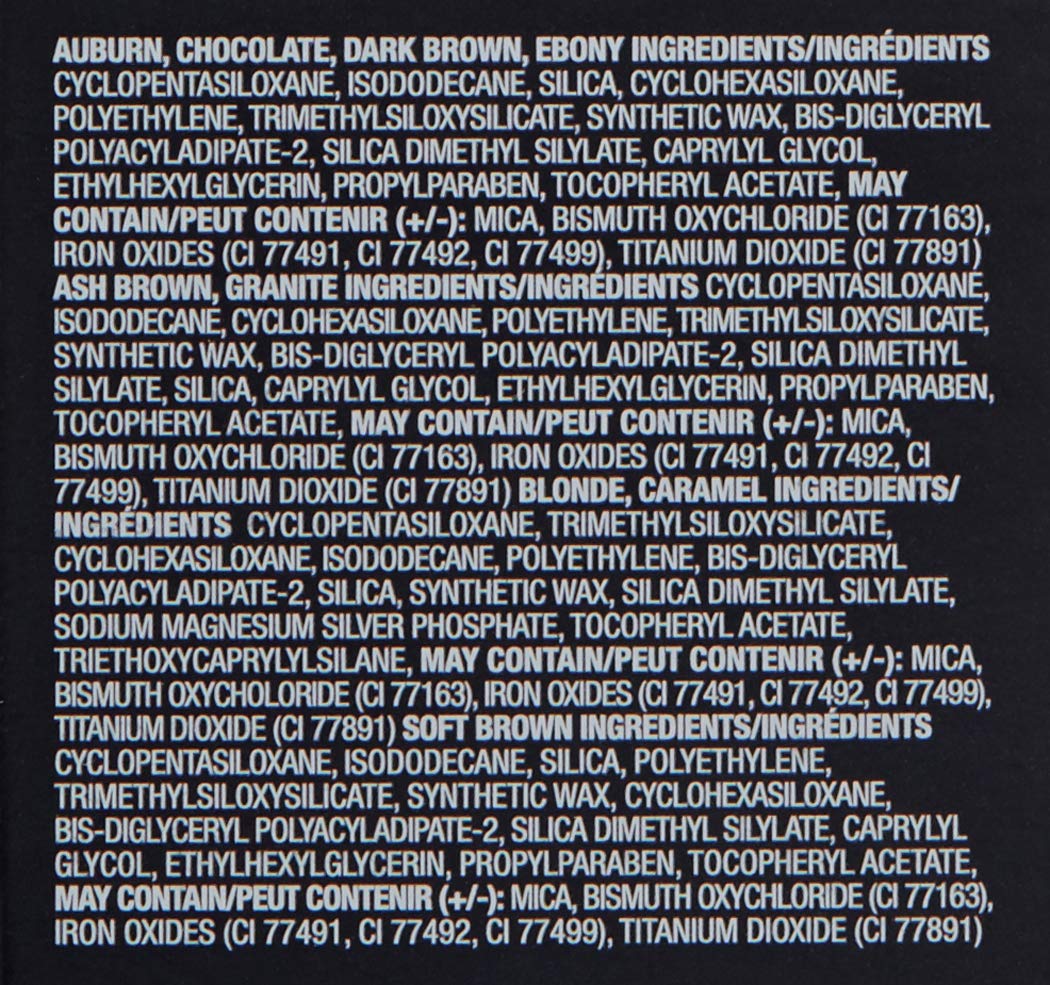 AUBURN, CHOCOLATE, DARK BROWN, EBONY INGREDIENTS/INGRÉDIENTS
CYCLOPENTASILOXANE, ISODODECANE, SILICA, CYCLOHEXASILOXANE,
POLYETHYLENE, TRIMETHYLSILOXYSILICATE, SYNTHETIC WAX, BIS-DIGLYCERYL
POLYACYLADIPATE-2, SILICA DIMETHYL SILYLATE, CAPRYLYL GLYCOL,
ETHYLHEXYLGLYCERIN, PROPYLPARABEN, TOCOPHERYL ACETATE, MAY
CONTAIN/PEUT CONTENIR (+/-): MICA, BISMUTH OXYCHLORIDE (CI 77163),
IRON OXIDES (CI 77491, CI 77492, CI 77499), TITANIUM DIOXIDE (CI 77891)
ASH BROWN, GRANITE INGREDIENTS/INGRÉDIENTS CYCLOPENTASILOXANE,
ISODODECANE, CYCLOHEXASILOXANE, POLYETHYLENE, TRIMETHYLSILOXYSILICATE,
SYNTHETIC WAX, BIS-DIGLYCERYL POLYACYLADIPATE-2, SILICA DIMETHYL
SILYLATE, SILICA, CAPRYLYL GLYCOL, ETHYLHEXYLGLYCERIN, PROPYLPARABEN,
TOCOPHERYL ACETATE, MAY CONTAIN/PEUT CONTENIR (+/-): MICA,
BISMUTH OXYCHLORIDE (CI 77163), IRON OXIDES (CI 77491, CI 77492, CI
77499), TITANIUM DIOXIDE (CI 77891) BLONDE, CARAMEL INGREDIENTS/
INGRÉDIENTS CYCLOPENTASILOXANE, TRIMETHYLSILOXYSILICATE,
CYCLOHEXASILOXANE, ISODODECANE, POLYETHYLENE, BIS-DIGLYCERYL
POLYACYLADIPATE-2, SILICA, SYNTHETIC WAX, SILICA DIMETHYL SILYLATE,
SODIUM MAGNESIUM SILVER PHOSPHATE, TOCOPHERYL ACETATE,
TRIETHOXYCAPRYLYLSILANE, MAY CONTAIN/PEUT CONTENIR (+/-): MICA,
BISMUTH OXYCHOLORIDE (CI 77163), IRON OXIDES (CI 77491, CI 77492, CI 77499),
TITANIUM DIOXIDE (CI 77891) SOFT BROWN INGREDIENTS/INGRÉDIENTS
CYCLOPENTASILOXANE, ISODODECANE, SILICA, POLYETHYLENE,
TRIMETHYLSILOXYSILICATE, SYNTHETIC WAX, CYCLOHEXASILOXANE,
BIS-DIGLYCERYL POLYACYLADIPATE-2, SILICA DIMETHYL SILYLATE, CAPRYLYL
GLYCOL, ETHYLHEXYLGLYCERIN, PROPYLPARABEN, TOCOPHERYL ACETATE,
MAY CONTAIN/PEUT CONTENIR (+/-): MICA, BISMUTH OXYCHLORIDE (CI 77163),
IRON OXIDES (CI 77491, CI 77492, CI 77499), TITANIUM DIOXIDE (CI 77891)